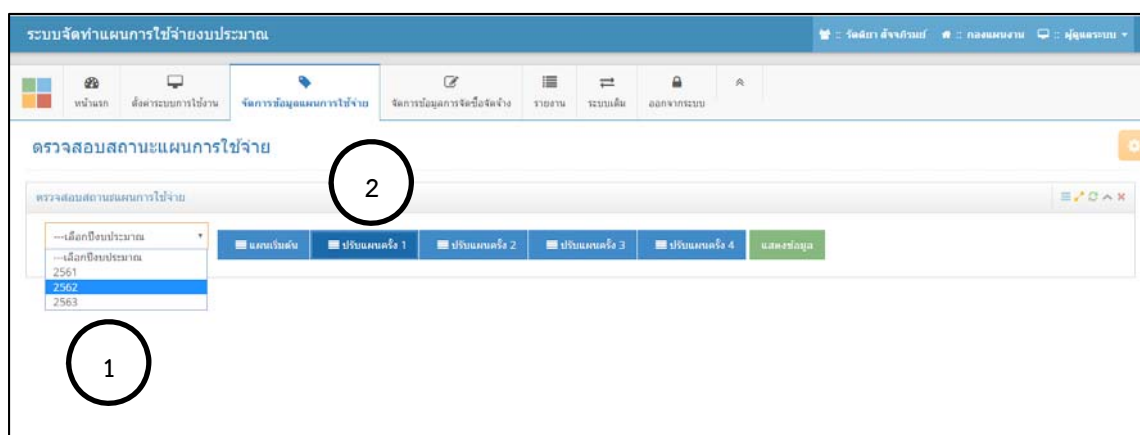 ระบบจัดทำแผนการใช้จ่ายงบประมาณ
:: กองแผนงาน :: ผู้ดูแลระบบ
หน้าแรก ตั้งค่าระบบการใช้งาน จัดการข้อมูลแผนการใช้จ่าย จัดการข้อมูลการจัดซื้อจัดจ้าง รายงาน ระบบเดิม ออกจากระบบ
ตรวจสอบสถานะแผนการใช้จ่าย
2
ตรวจสอบสถานะแผนการใช้จ่าย
---เลือกปีงบประมาณ แผนเริ่มต้น ปรับแผนครั้ง 1 ปรับแผนครั้ง 2 ปรับแผนครั้ง 3 ปรับแผนครั้ง 4 แสดงข้อมูล
---เลือกปีงบประมาณ
2561
2562
2563
1